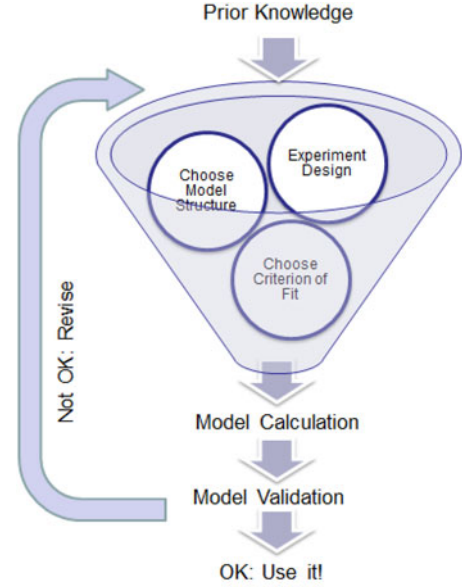 Prior Knowledge
Experiment
Design
Choose
Model
Structure
Choose
Criterion of
Fit
Not OK: Revise
Model Calculation
Model Validation
OK: Use it!